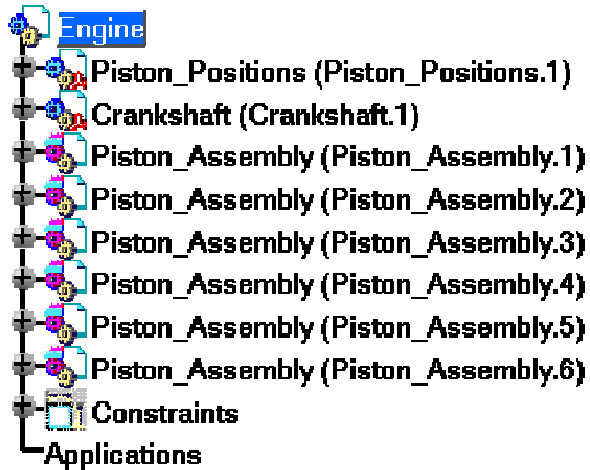 Engine
Piston_Positions (Piston_Positions.1)
Crankshaft (Crankshaft.1)
Piston_Assembly (Piston_Assembly.1)
Piston_Assembly (Piston_Assembly.2)
Piston_Assembly (Piston_Assembly.3)
Piston_Assembly (Piston_Assembly.4)
Piston_Assembly (Piston_Assembly.5)
Piston_Assembly (Piston_Assembly.6)
Constraints
Applications